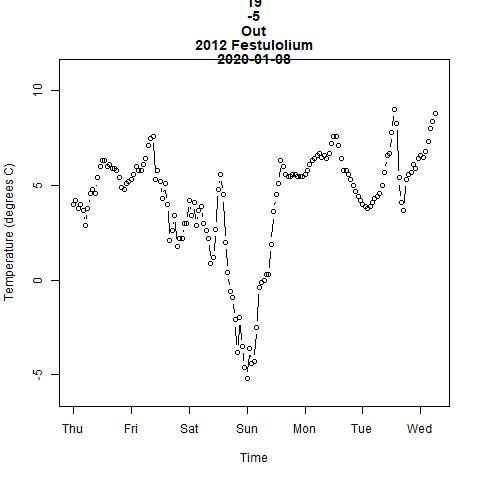 19
-5
Out
2012 Festulolium
2020-01-08
Temperature (degrees C)
10
5
0
-5
Thu Fri Sat Sun Mon Tue Wed
Time